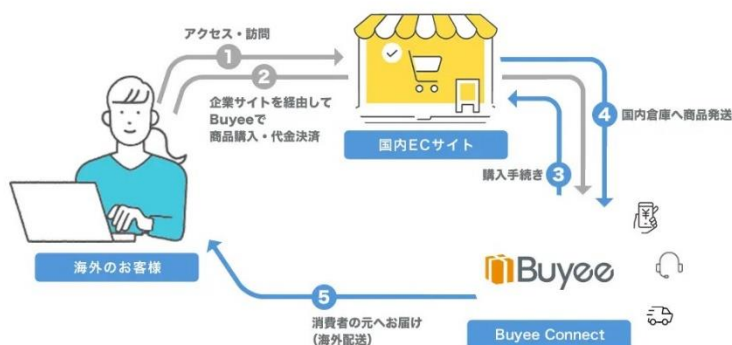 アクセス・訪問
1
2
企業サイトを経由して
Buyeeで
商品購入・代金決済
国内ECサイト
4
国内倉庫へ商品発送
購入手続き
3
¥
海外のお客様
Buyee
5
消費者の元へお届け
（海外配送）
Buyee Connect